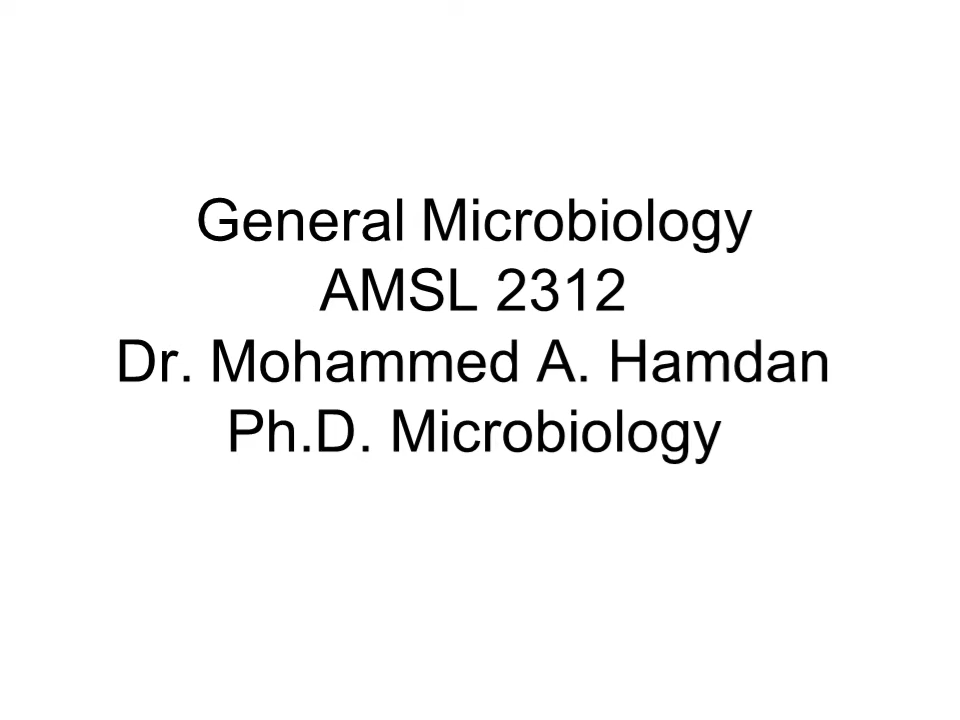 General Microbiology
AMSL 2312
Dr. Mohammed A. Hamdan
Ph.D. Microbiology